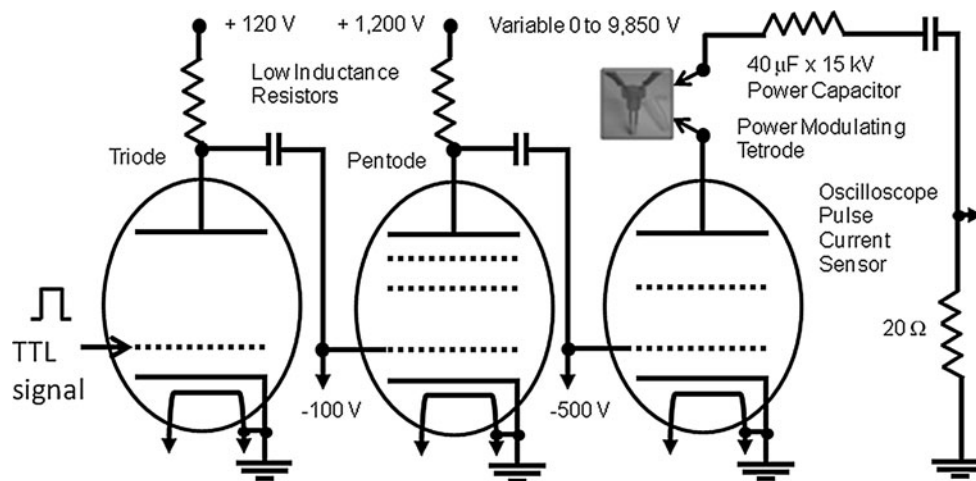 + 120 V
+ 1,200 V
Variable 0 to 9,850 V
Low Inductance
Resistors
40 μF x 15 kV
Power Capacitor
Triode
Pentode
Power Modulating
Tetrode
Oscilloscope
Pulse
Current
Sensor
TTL
signal
20 Ω
-100 V
-500 V